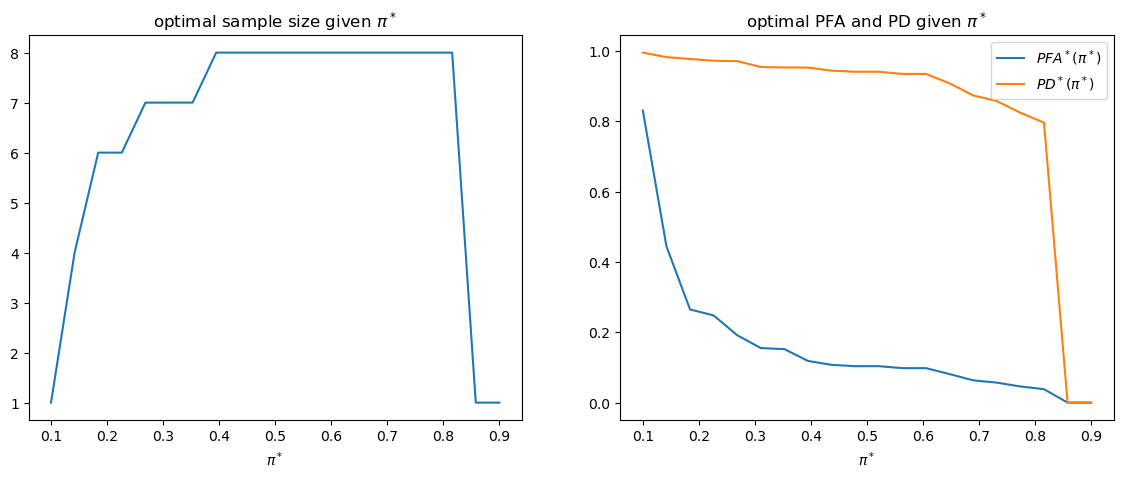 optimal sample size given π*
8
7
6
5
4
3
2
1
0.1 0.2 0.3 0.4 0.5 0.6 0.7 0.8 0.9
π*
optimal PFA and PD given π*
1.0
0.8
0.6
0.4
0.2
0.0
PFA*(π*)
PD*(π*)
0.1 0.2 0.3 0.4 0.5 0.6 0.7 0.8 0.9
π*